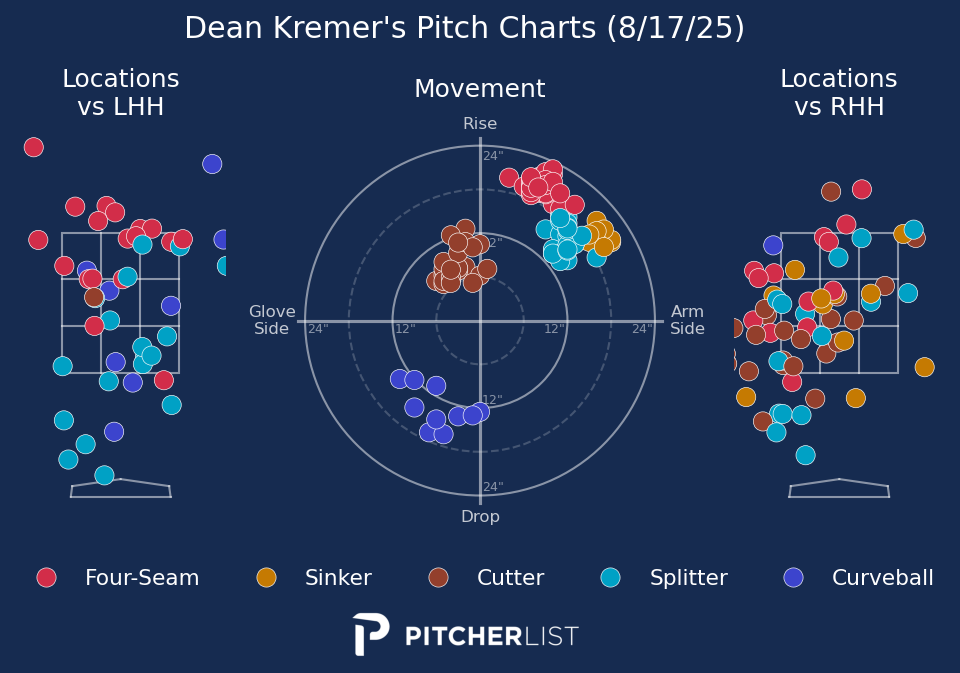 Dean Kremer's Pitch Charts (8/17/25)
Locations
vs LHH
Movement
Locations
vs RHH
Rise
24"
12"
Glove
Side
24"
12"
12"
24"
Arm
Side
12"
24"
Drop
Four-Seam
Sinker
Cutter
Splitter
Curveball
PITCHERLIST